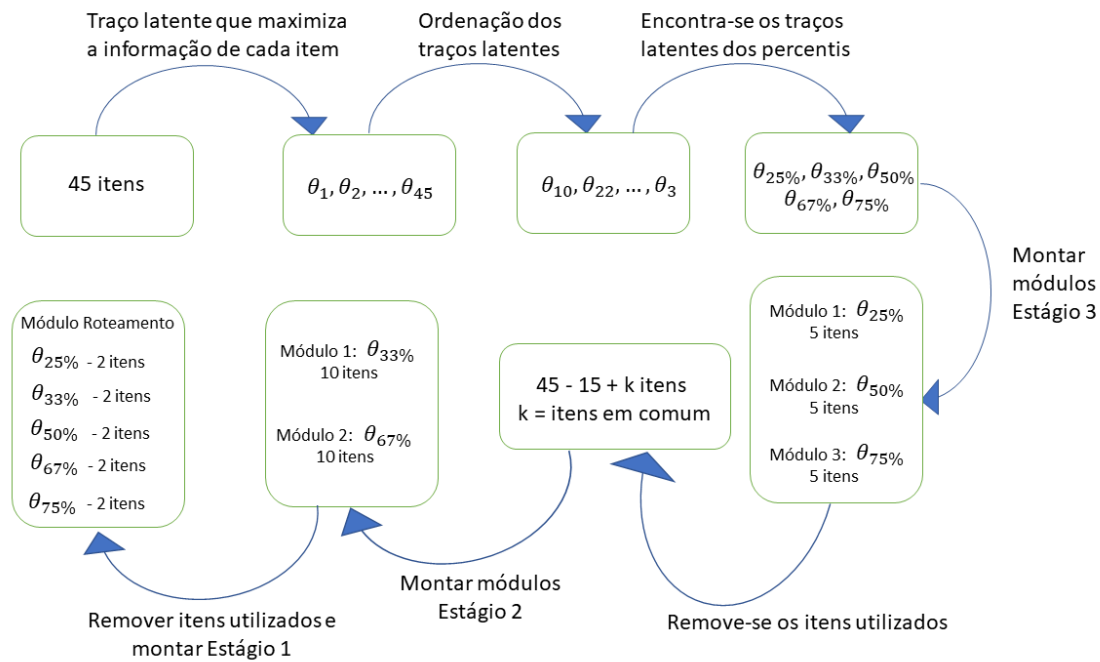 Traço latente que maximiza
a informação de cada item
Ordenação dos
traços latentes
Encontra-se os traços
latentes dos percentis
45 itens
θ₁, θ₂, …, θ₄₅
θ₁₀, θ₂₂, …, θ₃
θ₂₅%, θ₃₃%, θ₅₀%
θ₆₇%, θ₇₅%
Montar
módulos
Estágio 3
Módulo 1: θ₂₅%
5 itens
Módulo 2: θ₅₀%
5 itens
Módulo 3: θ₇₅%
5 itens
Remove-se os itens utilizados
45 - 15 + k itens
k = itens em comum
Montar módulos
Estágio 2
Módulo 1: θ₃₃%
10 itens
Módulo 2: θ₆₇%
10 itens
Remover itens utilizados e
montar Estágio 1
Módulo Roteamento
θ₂₅% - 2 itens
θ₃₃% - 2 itens
θ₅₀% - 2 itens
θ₆₇% - 2 itens
θ₇₅% - 2 itens